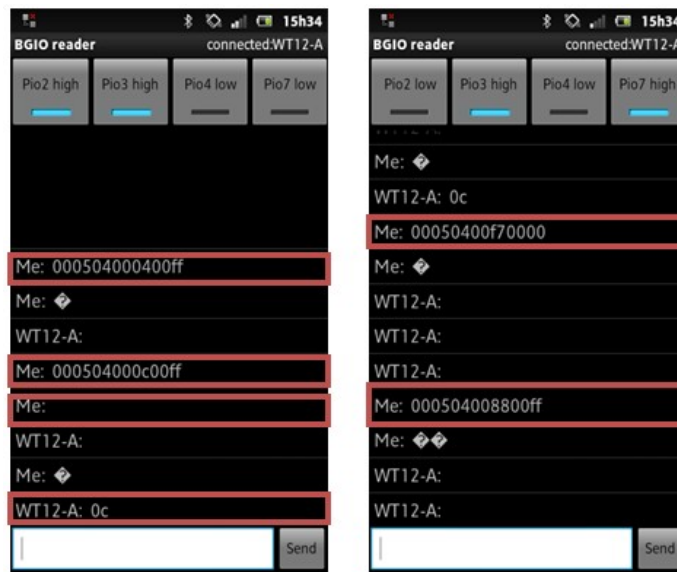 15h34
BGIO reader connected:WT12-A
Pio2 high Pio3 high Pio4 low Pio7 low
Me: 000504000400ff
Me: �
WT12-A:
Me: 000504000c00ff
Me:
WT12-A:
Me: �
WT12-A: 0c
Send
15h34
BGIO reader connected:WT12-A
Pio2 low Pio3 high Pio4 low Pio7 high
Me: �
WT12-A: 0c
Me: 00050400f70000
Me: �
WT12-A:
WT12-A:
WT12-A:
Me: 000504008800ff
Me: ��
WT12-A:
WT12-A:
Send